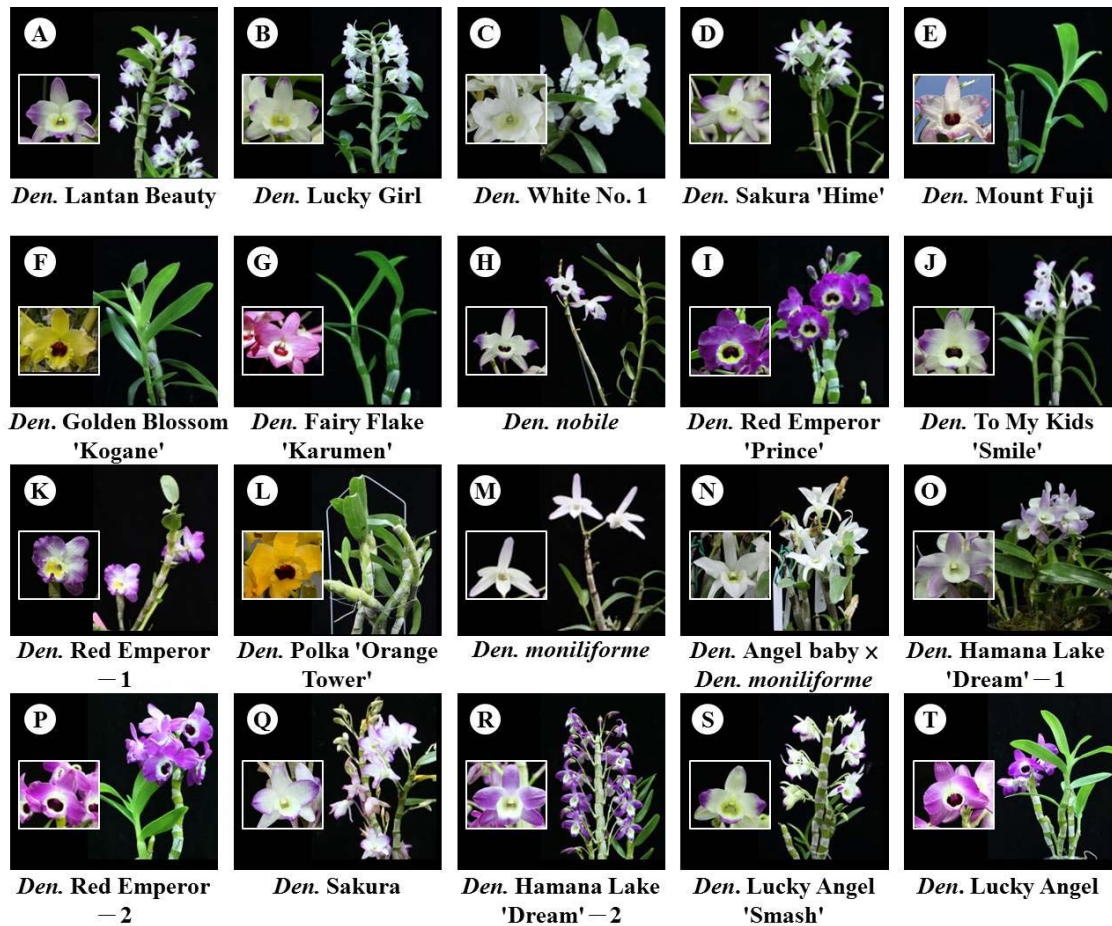 A
B
C
D
E
Den. Lantan Beauty
Den. Lucky Girl
Den. White No. 1
Den. Sakura 'Hime'
Den. Mount Fuji
F
G
H
I
J
Den. Golden Blossom
'Kogane'
Den. Fairy Flake
'Karumen'
Den. nobile
Den. Red Emperor
'Prince'
Den. To My Kids
'Smile'
K
L
M
N
O
Den. Red Emperor
—1
Den. Polka 'Orange
Tower'
Den. moniliforme
Den. Angel baby ×
Den. moniliforme
Den. Hamana Lake
'Dream'—1
P
Q
R
S
T
Den. Red Emperor
—2
Den. Sakura
Den. Hamana Lake
'Dream'—2
Den. Lucky Angel
'Smash'
Den. Lucky Angel